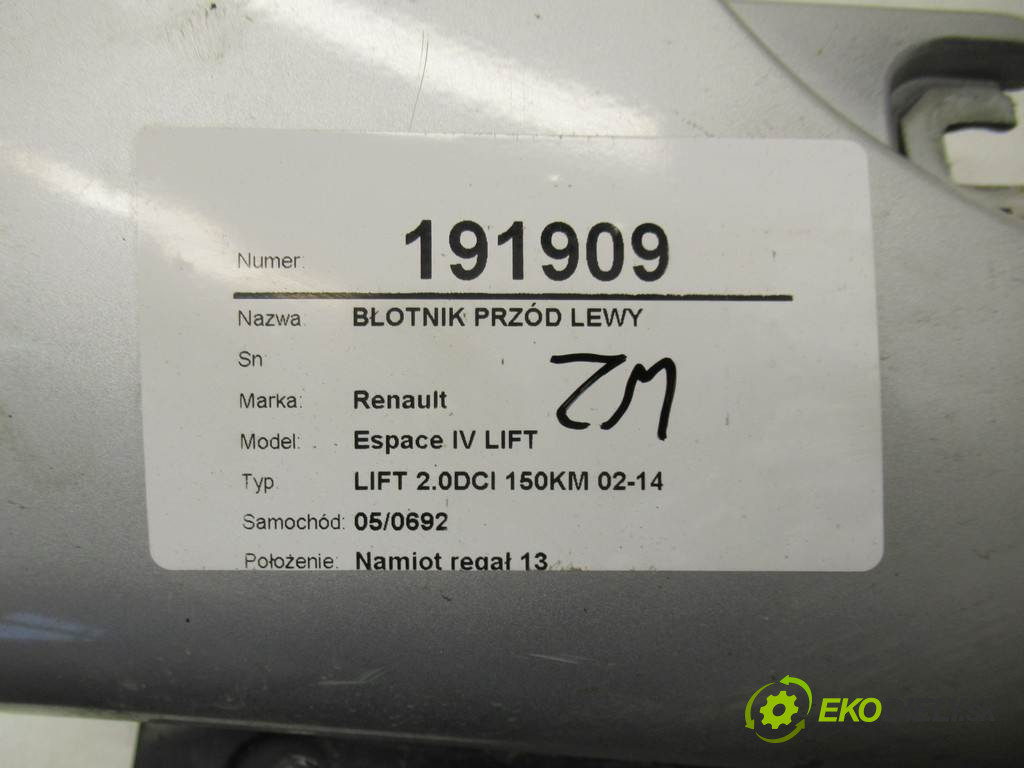 Numer: 191909
Nazwa BŁOTNIK PRZÓD LEWY
Sn
ZM
Marka: Renault
Model: Espace IV LIFT
Typ LIFT 2.0DCI 150KM 02-14
Samochód: 05/0692
Położenie: Namiot regał 13
EKO